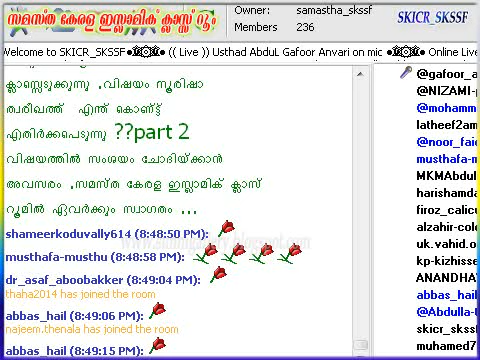 സമസ്ത കേരള ഇസ്ലാമിക് ക്ലാസ്സ് റൂം
Owner: samastha_skssf
Members 236
SKICR_SKSSF
Welcome to SKICR_SKSSF (( Live )) Usthad AbduL Gafoor Anvari on mic Online Live
ക്ലാസ്സെടുക്കുന്നു ,വിഷയം നൂരിഷാ
ത്വരീഖത്ത് എന്ത് കൊണ്ട്
എതിർക്കപെടുന്നു ??part 2
വിഷയത്തിൽ സംശയം ചോദിയ്ക്കാൻ
അവസരം ,സമസ്ത കേരള ഇസ്ലാമിക് ക്ലാസ്
റൂമിൽ ഏവർക്കും സ്വാഗതം ...
shameerkoduvally614 (8:48:50 PM):
musthafa-musthu (8:48:58 PM):
dr_asaf_aboobakker (8:49:04 PM):
thaha2014 has joined the room
abbas_hail (8:49:06 PM):
najeem.thenala has joined the room
abbas_hail (8:49:15 PM):
@gafoor_a
@NIZAMI-
@mohamm
latheef2am
@noor_fai
musthafa-m
MKMAbdul
harishamda
firoz_calicu
alzahir-colo
uk.vahid.o
kp-kizhisse
ANANDHAY
abbas_hail
@Abdulla-
skicr_skssf
muhamed7